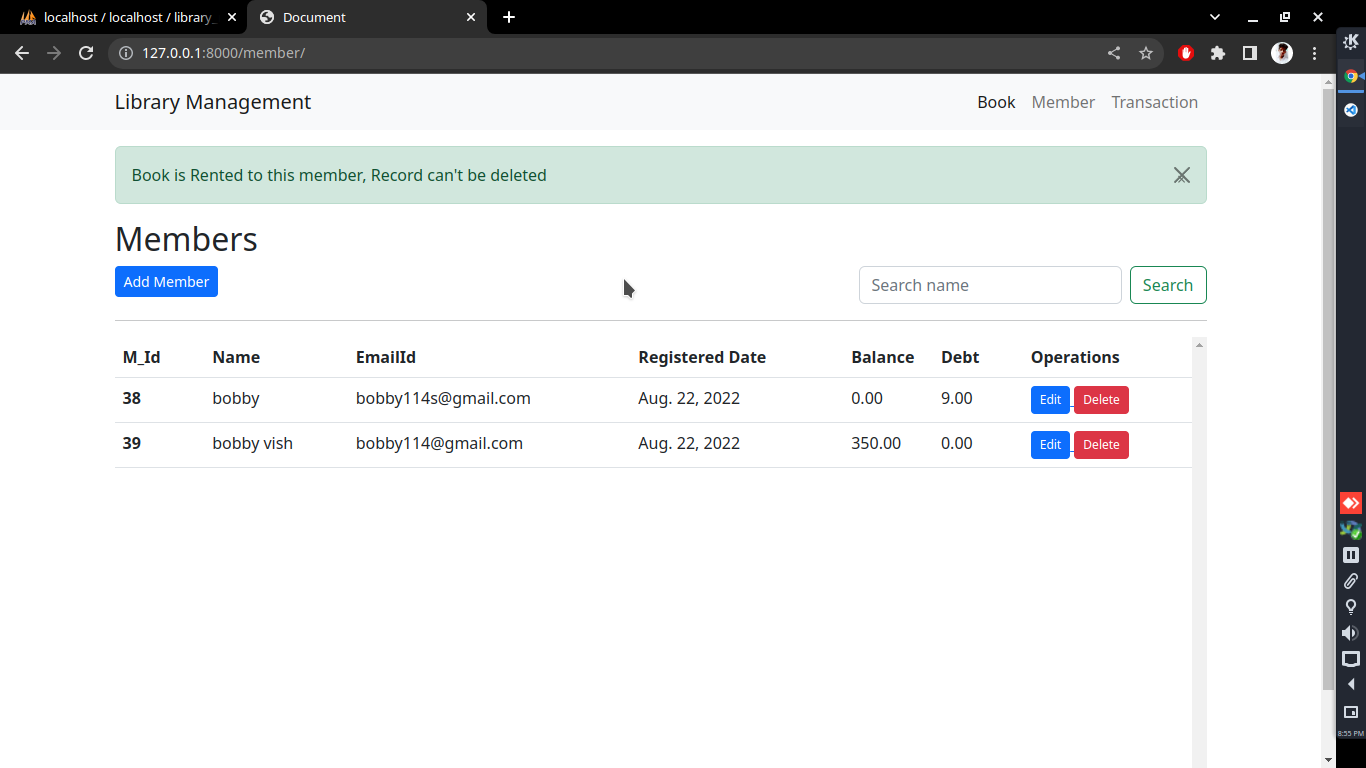 localhost / localhost / library_
Document
127.0.0.1:8000/member/
Library Management
Book Member Transaction
Book is Rented to this member, Record can't be deleted
Members
Add Member
Search name
Search
M_Id Name EmailId Registered Date Balance Debt Operations
38 bobby bobby114s@gmail.com Aug. 22, 2022 0.00 9.00 Edit Delete
39 bobby vish bobby114@gmail.com Aug. 22, 2022 350.00 0.00 Edit Delete
8:55 PM